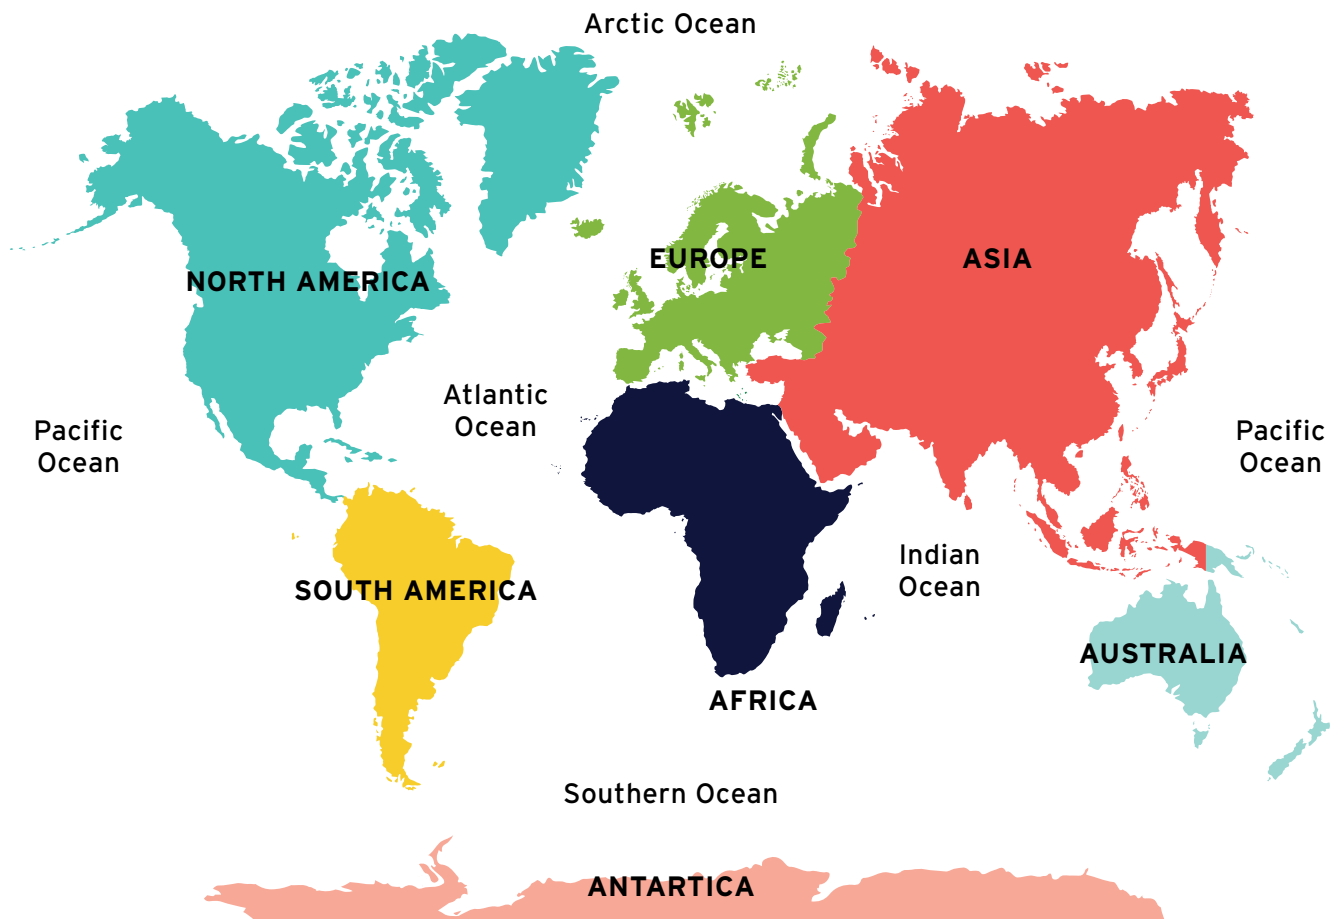 Arctic Ocean
EUROPE
ASIA
NORTH AMERICA
Atlantic
Ocean
Pacific
Ocean
Pacific
Ocean
Indian
Ocean
SOUTH AMERICA
AUSTRALIA
AFRICA
Southern Ocean
ANTARTICA